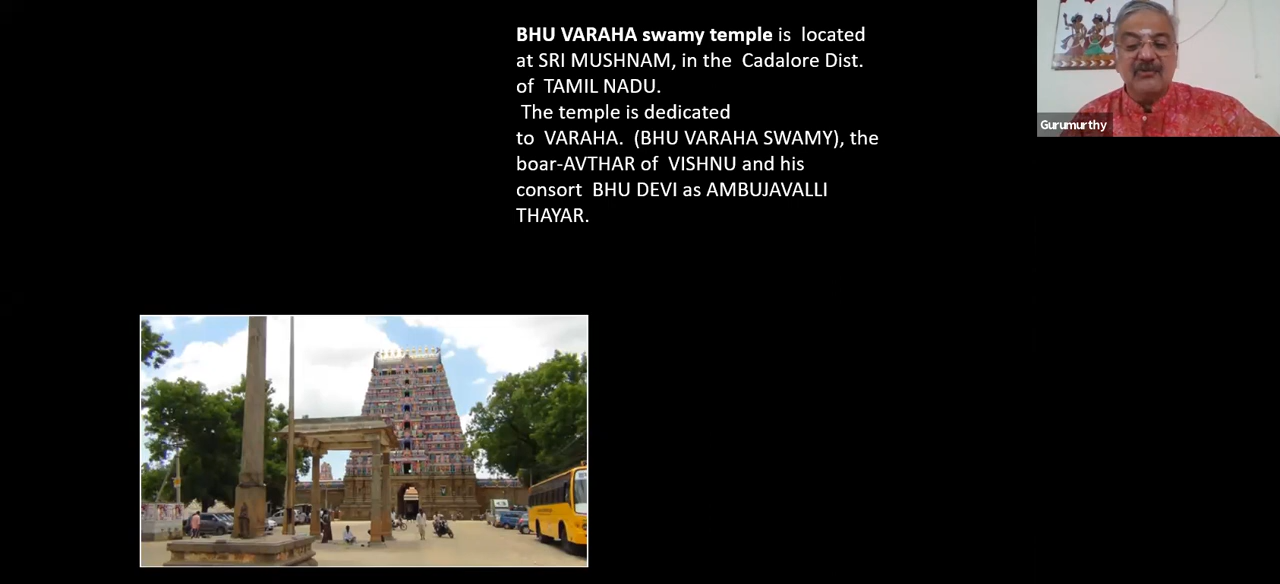 BHU VARAHA swamy temple is located
at SRI MUSHNAM, in the Cadalore Dist.
of TAMIL NADU.
The temple is dedicated
to VARAHA. (BHU VARAHA SWAMY), the
boar-AVTHAR of VISHNU and his
consort BHU DEVI as AMBUJAVALLI
THAYAR.
Gurumurthy